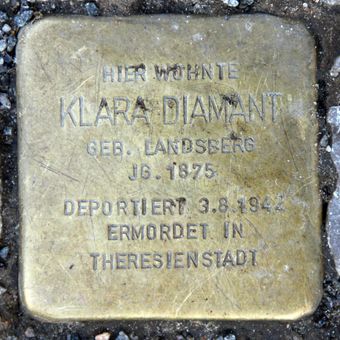 HIER WOHNTE
KLARA DIAMANT
GEB. LANDSBERG
JG. 1875
DEPORTIERT 3.8.1942
ERMORDET IN
THERESIENSTADT